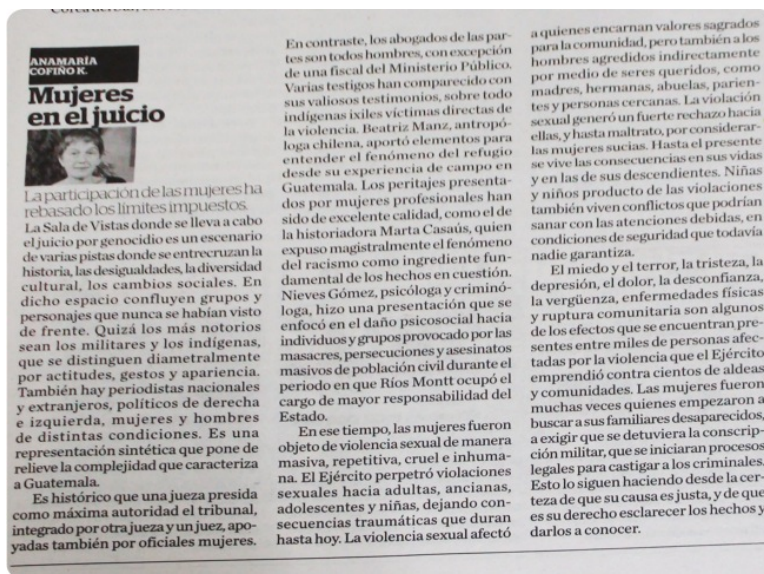 ANAMARÍA
COFIÑO K.
Mujeres
en el juicio
La participación de las mujeres ha
rebasado los límites impuestos.
La Sala de Vistas donde se lleva a cabo
el juicio por genocidio es un escenario
de varias pistas donde se entrecruzan la
historia, las desigualdades, la diversidad
cultural, los cambios sociales. En
dicho espacio confluyen grupos y
personajes que nunca se habían visto
de frente. Quizá los más notorios
sean los militares y los indígenas,
que se distinguen diametralmente
por actitudes, gestos y apariencia.
También hay periodistas nacionales
y extranjeros, políticos de derecha
e izquierda, mujeres y hombres
de distintas condiciones. Es una
representación sintética que pone de
relieve la complejidad que caracteriza
a Guatemala.
Es histórico que una jueza presida
como máxima autoridad el tribunal,
integrado por otra jueza y un juez, apo-
yadas también por oficiales mujeres.
En contraste, los abogados de las par-
tes son todos hombres, con excepción
de una fiscal del Ministerio Público.
Varias testigos han comparecido con
sus valiosos testimonios, sobre todo
indígenas ixiles víctimas directas de
la violencia. Beatriz Manz, antropó-
loga chilena, aportó elementos para
entender el fenómeno del refugio
desde su experiencia de campo en
Guatemala. Los peritajes presenta-
dos por mujeres profesionales han
sido de excelente calidad, como el de
la historiadora Marta Casaús, quien
expuso magistralmente el fenómeno
del racismo como ingrediente fun-
damental de los hechos en cuestión.
Nieves Gómez, psicóloga y criminó-
loga, hizo una presentación que se
enfocó en el daño psicosocial hacia
individuos y grupos provocado por las
masacres, persecuciones y asesinatos
masivos de población civil durante el
periodo en que Ríos Montt ocupó el
cargo de mayor responsabilidad del
Estado.
En ese tiempo, las mujeres fueron
objeto de violencia sexual de manera
masiva, repetitiva, cruel e inhuma-
na. El Ejército perpetró violaciones
sexuales hacia adultas, ancianas,
adolescentes y niñas, dejando con-
secuencias traumáticas que duran
hasta hoy. La violencia sexual afectó
a quienes encarnan valores sagrados
para la comunidad, pero también a los
hombres agredidos indirectamente
por medio de seres queridos, como
madres, hermanas, abuelas, parien-
tes y personas cercanas. La violación
sexual generó un fuerte rechazo hacia
ellas, y hasta maltrato, por considerar-
las mujeres sucias. Hasta el presente
se vive las consecuencias en sus vidas
y en las de sus descendientes. Niñas
y niños producto de las violaciones
también viven conflictos que podrían
sanar con las atenciones debidas, en
condiciones de seguridad que todavía
nadie garantiza.
El miedo y el terror, la tristeza, la
depresión, el dolor, la desconfianza,
la vergüenza, enfermedades físicas
y ruptura comunitaria son algunos
de los efectos que se encuentran pre-
sentes entre miles de personas afec-
tadas por la violencia que el Ejército
emprendió contra cientos de aldeas
y comunidades. Las mujeres fueron
muchas veces quienes empezaron a
buscar a sus familiares desaparecidos,
a exigir que se detuviera la conscrip-
ción militar, que se iniciaran procesos
legales para castigar a los criminales.
Esto lo siguen haciendo desde la cer-
teza de que su causa es justa, y de que
es su derecho esclarecer los hechos y
darlos a conocer.